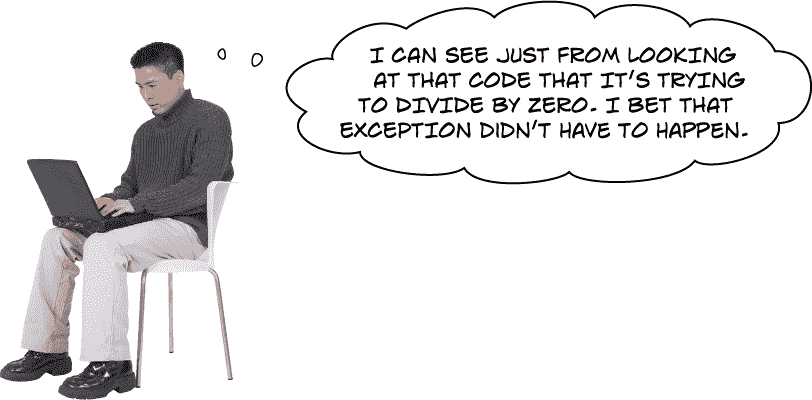 I CAN SEE JUST FROM LOOKING
AT THAT CODE THAT IT'S TRYING
TO DIVIDE BY ZERO. I BET THAT
EXCEPTION DIDN'T HAVE TO HAPPEN.